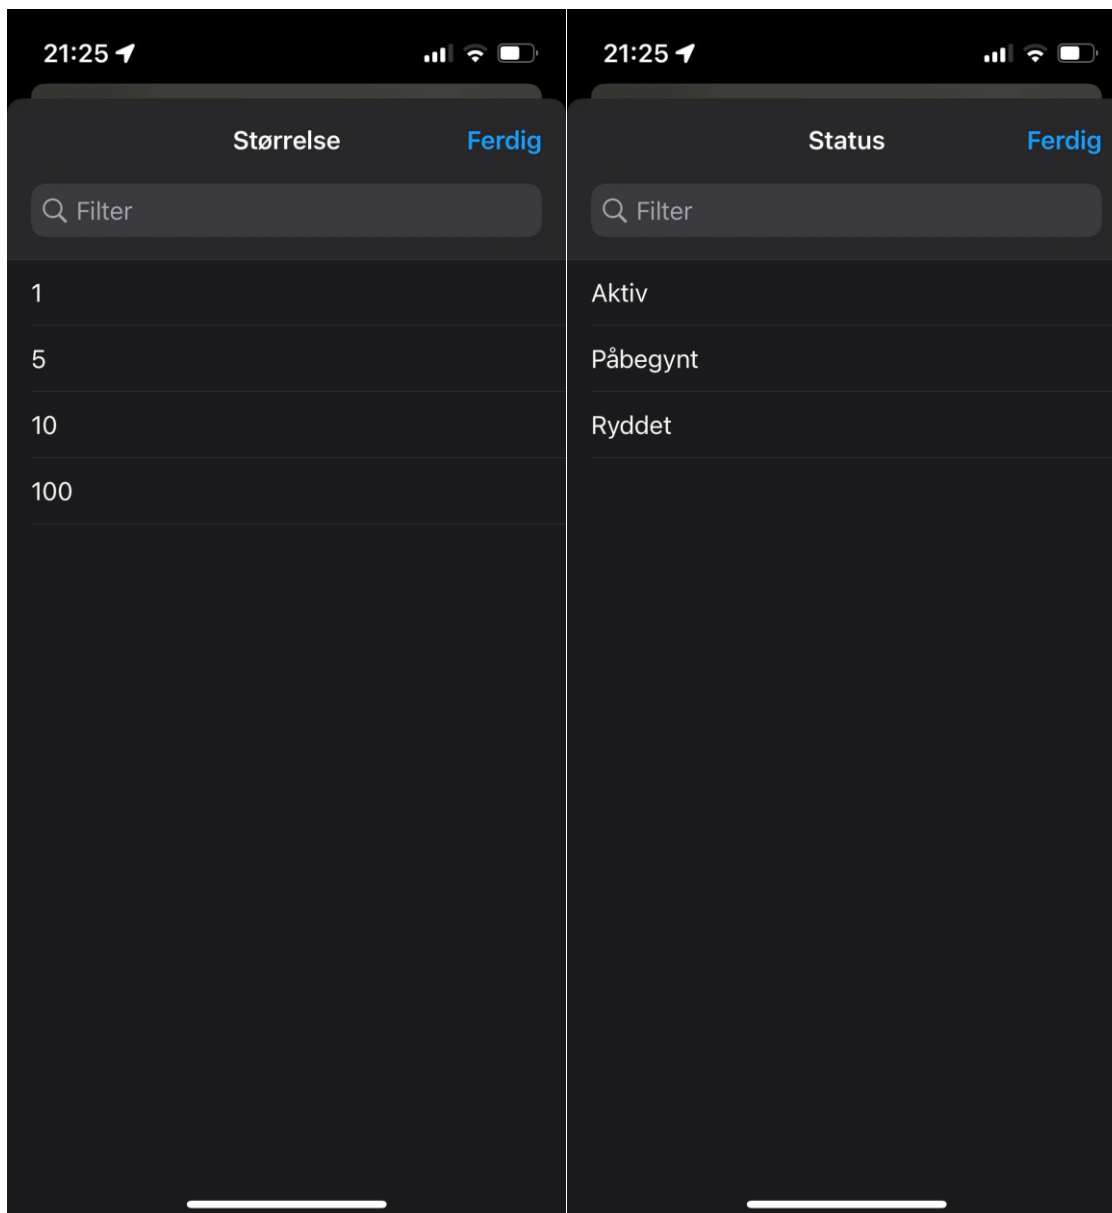 21:25
Størrelse
Ferdig
Filter
1
5
10
100
21:25
Status
Ferdig
Filter
Aktiv
Påbegynt
Ryddet